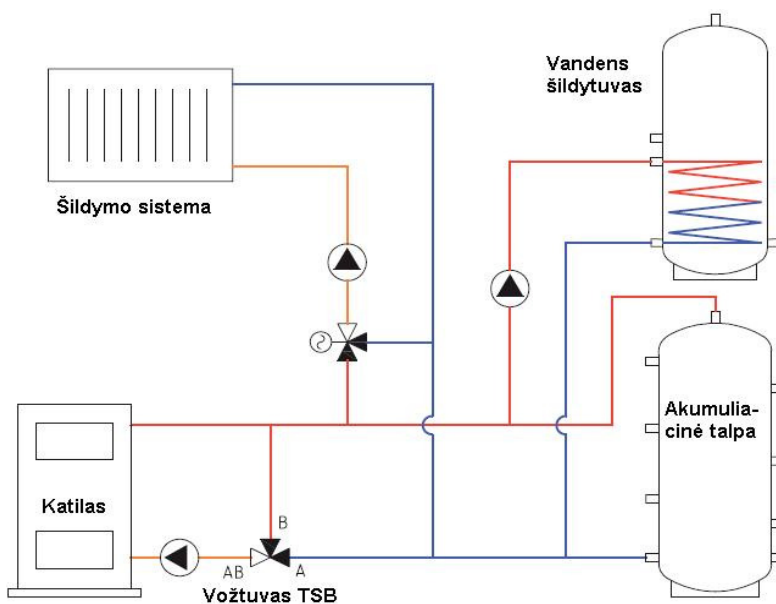 Vandens
šildytuvas
Šildymo sistema
Akumulia-
cinė talpa
Katilas
B
AB
A
Vožtuvas TSB